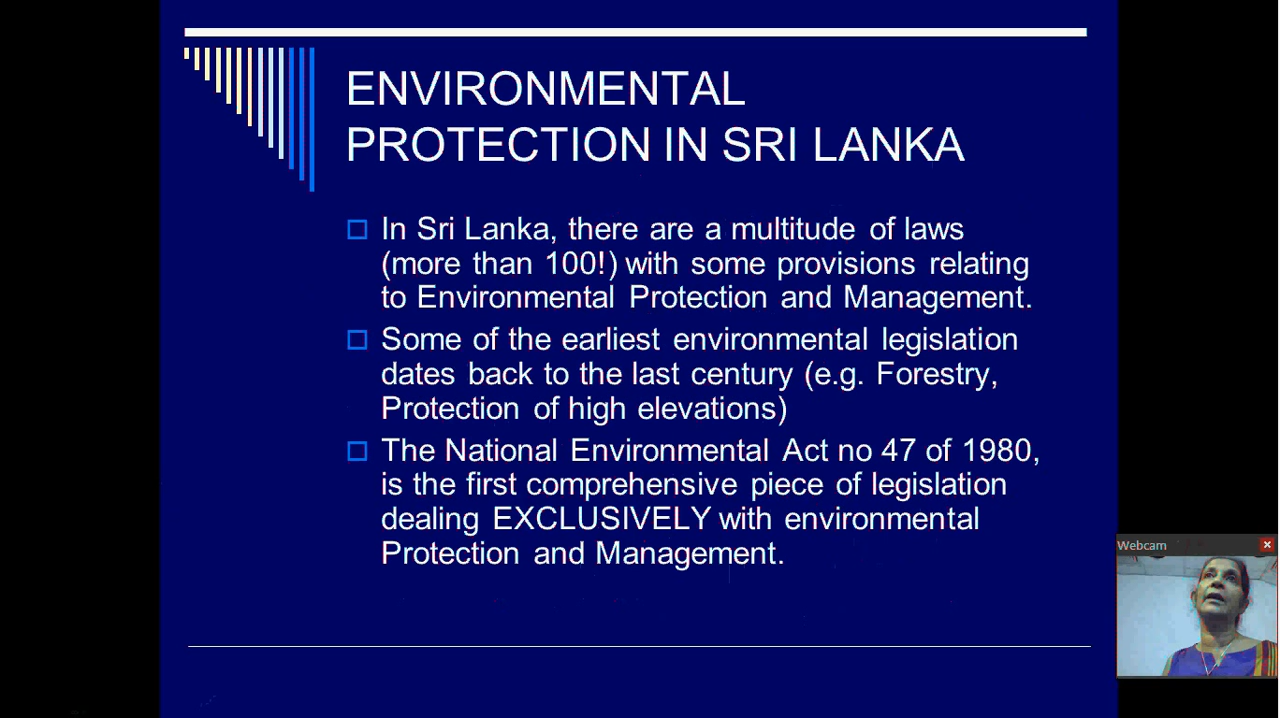 ENVIRONMENTAL
PROTECTION IN SRI LANKA
In Sri Lanka, there are a multitude of laws
(more than 100!) with some provisions relating
to Environmental Protection and Management.
Some of the earliest environmental legislation
dates back to the last century (e.g. Forestry,
Protection of high elevations)
The National Environmental Act no 47 of 1980,
is the first comprehensive piece of legislation
dealing EXCLUSIVELY with environmental
Protection and Management.
Webcam